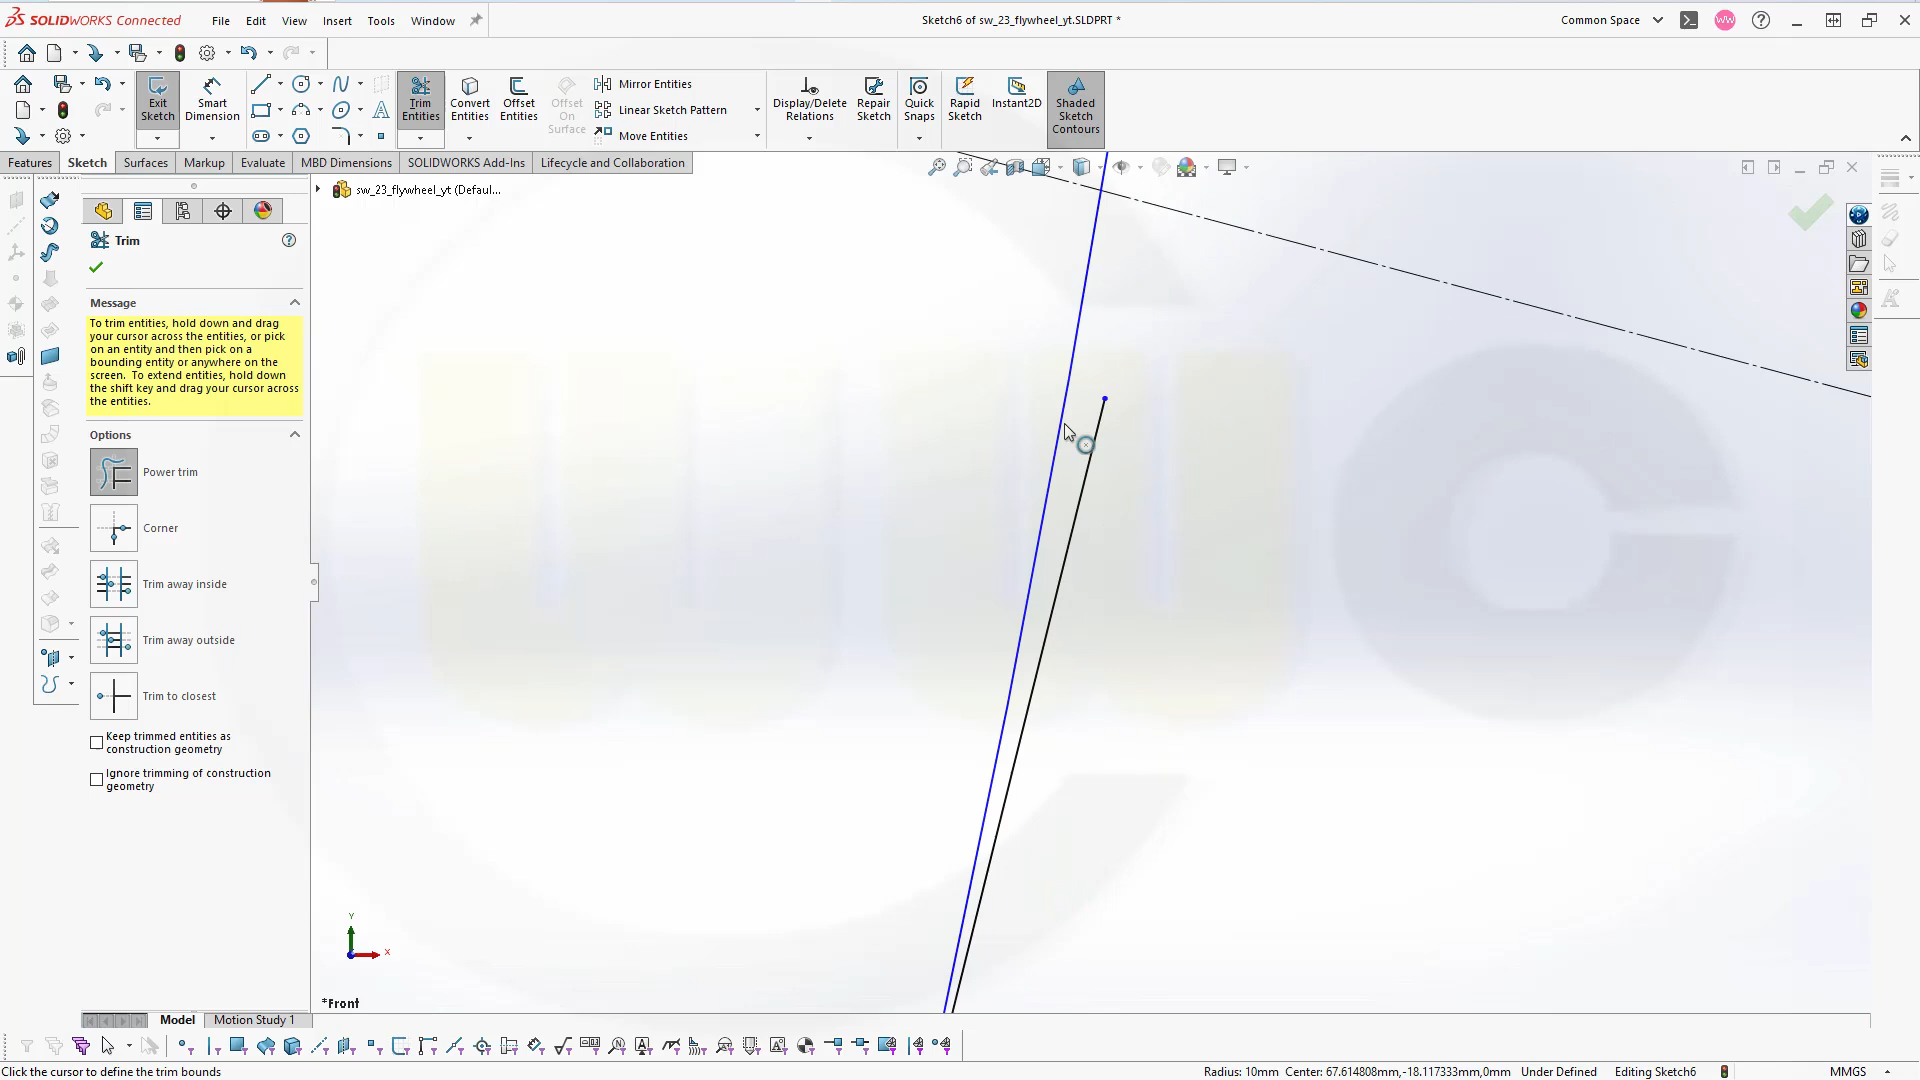 SOLIDWORKS Connected
File
Edit
View
Insert
Tools
Window
Sketch6 of sw_23_flywheel_yt.SLDPRT *
Common Space
WW
Exit Sketch
Smart Dimension
Trim Entities
Convert Entities
Offset Entities
Offset On Surface
Mirror Entities
Linear Sketch Pattern
Move Entities
Display/Delete Relations
Repair Sketch
Quick Snaps
Rapid Sketch
Instant2D
Shaded Sketch Contours
Features
Sketch
Surfaces
Markup
Evaluate
MBD Dimensions
SOLIDWORKS Add-Ins
Lifecycle and Collaboration
sw_23_flywheel_yt (Defaul...
Trim
Message
To trim entities, hold down and drag
your cursor across the entities, or pick
on an entity and then pick on a
bounding entity or anywhere on the
screen. To extend entities, hold down
the shift key and drag your cursor across
the entities.
Options
Power trim
Corner
Trim away inside
Trim away outside
Trim to closest
Keep trimmed entities as
construction geometry
Ignore trimming of construction
geometry
Y
X
*Front
Model
Motion Study 1
Click the cursor to define the trim bounds
Radius: 10mm Center: 67.614808mm,-18.117333mm,0mm
Under Defined
Editing Sketch6
MMGS